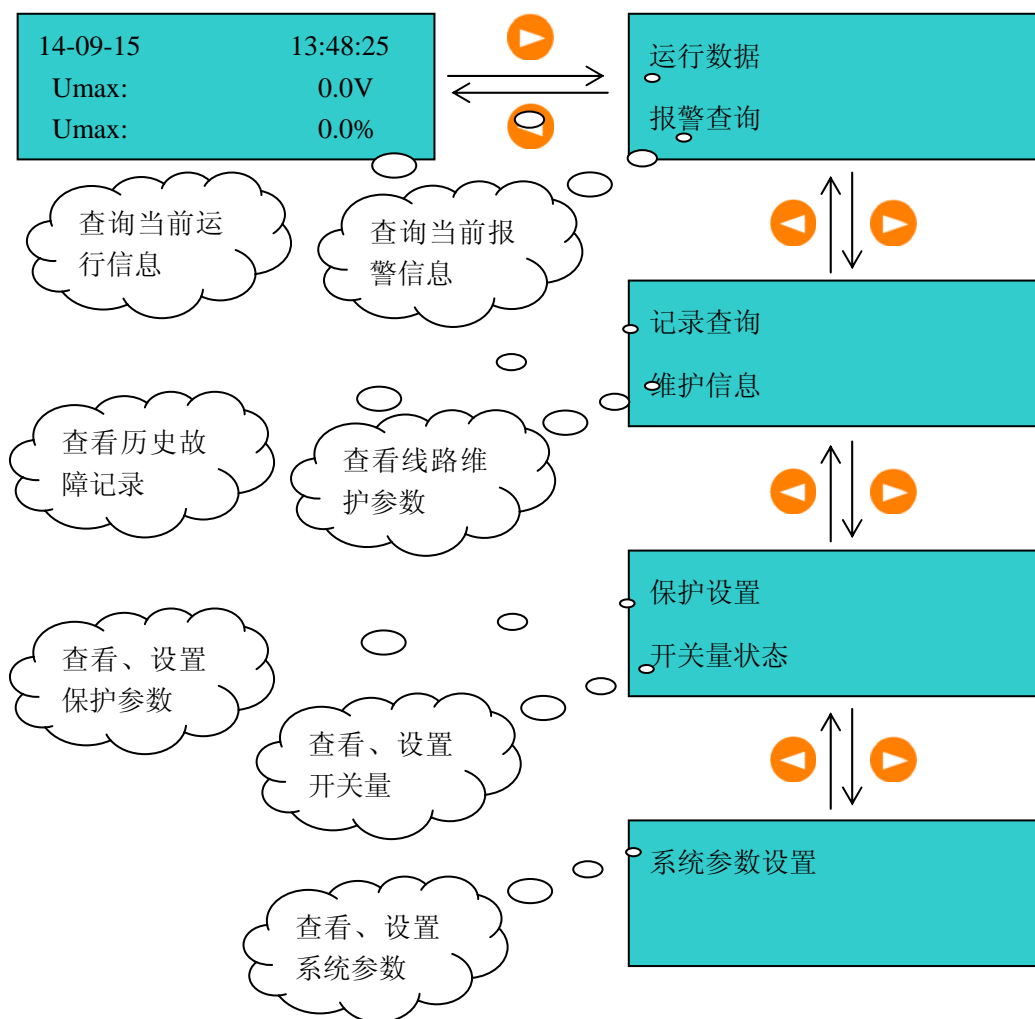 14-09-15 13:48:25
Umax: 0.0V
Umax: 0.0%
运行数据
报警查询
查询当前运
行信息
查询当前报
警信息
记录查询
维护信息
查看历史故
障记录
查看线路维
护参数
保护设置
开关量状态
查看、设置
保护参数
查看、设置
开关量
系统参数设置
查看、设置
系统参数